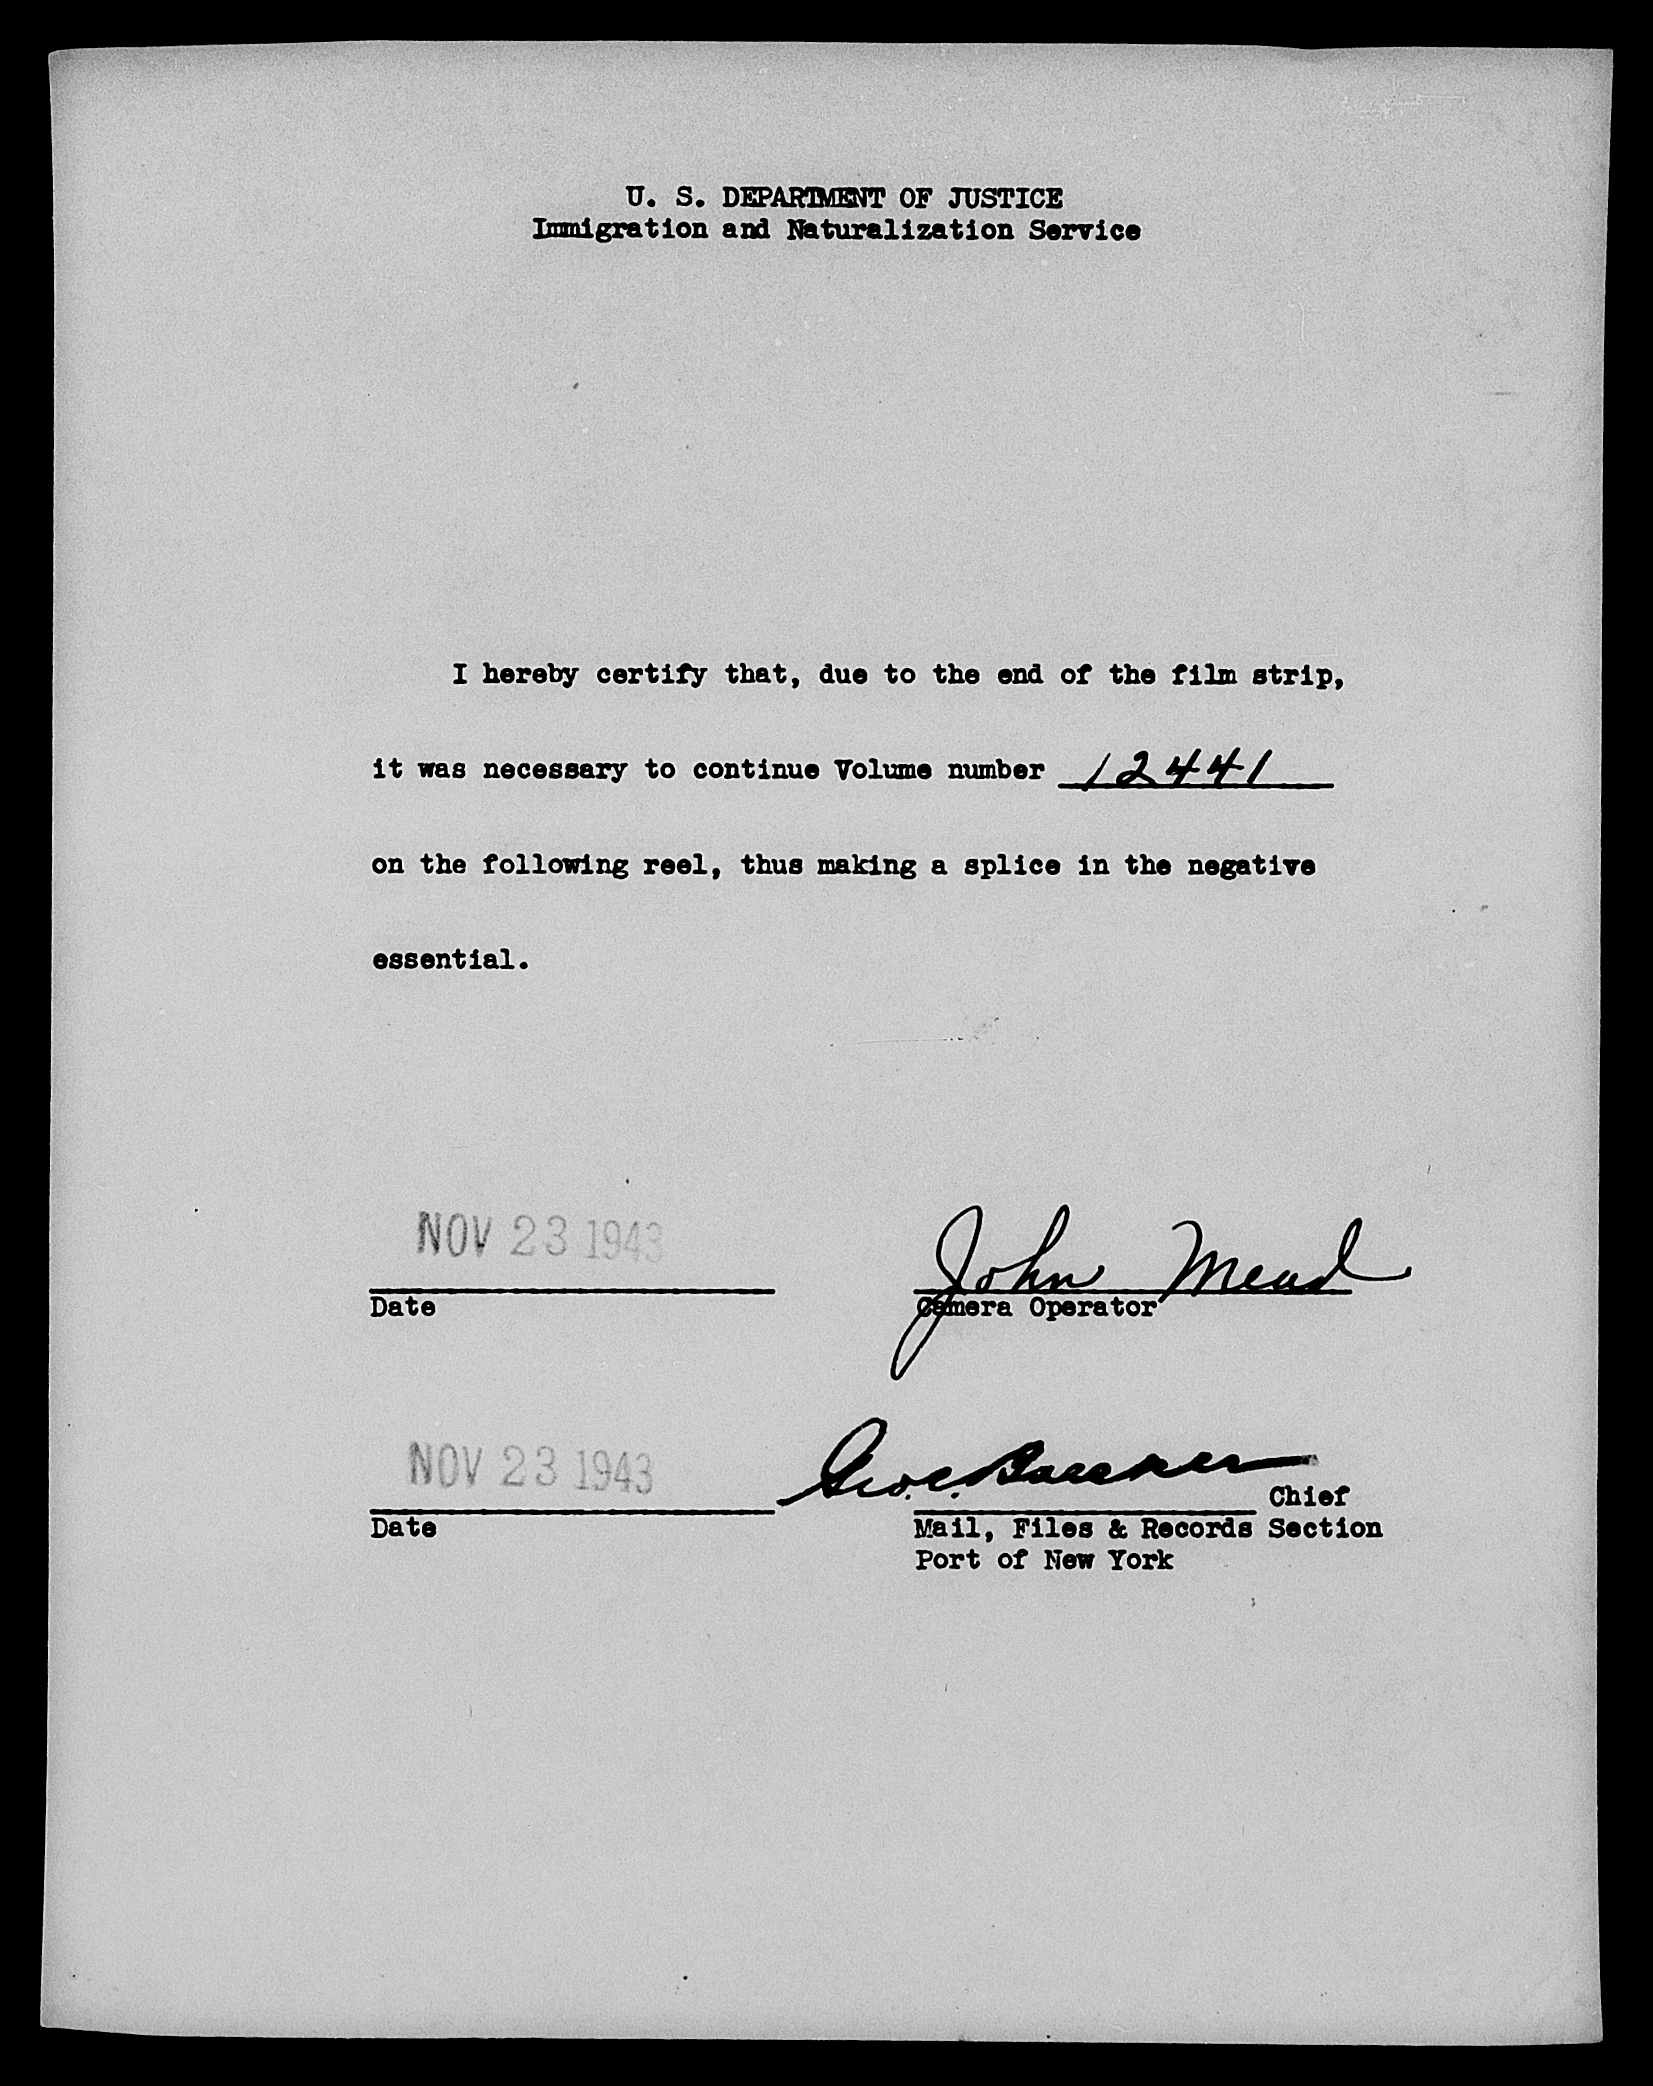 U. S. DEPARTMENT OF JUSTICE
Immigration and Naturalization Service
I hereby certify that, due to the end of the film strip,
it was necessary to continue Volume number 12441
on the following reel, thus making a splice in the negative
essential.
NOV 23 1943 John Mead
Date Camera Operator
NOV 23 1943 Geo. C. Chief
Date Mail, Files & Records Section
Port of New York